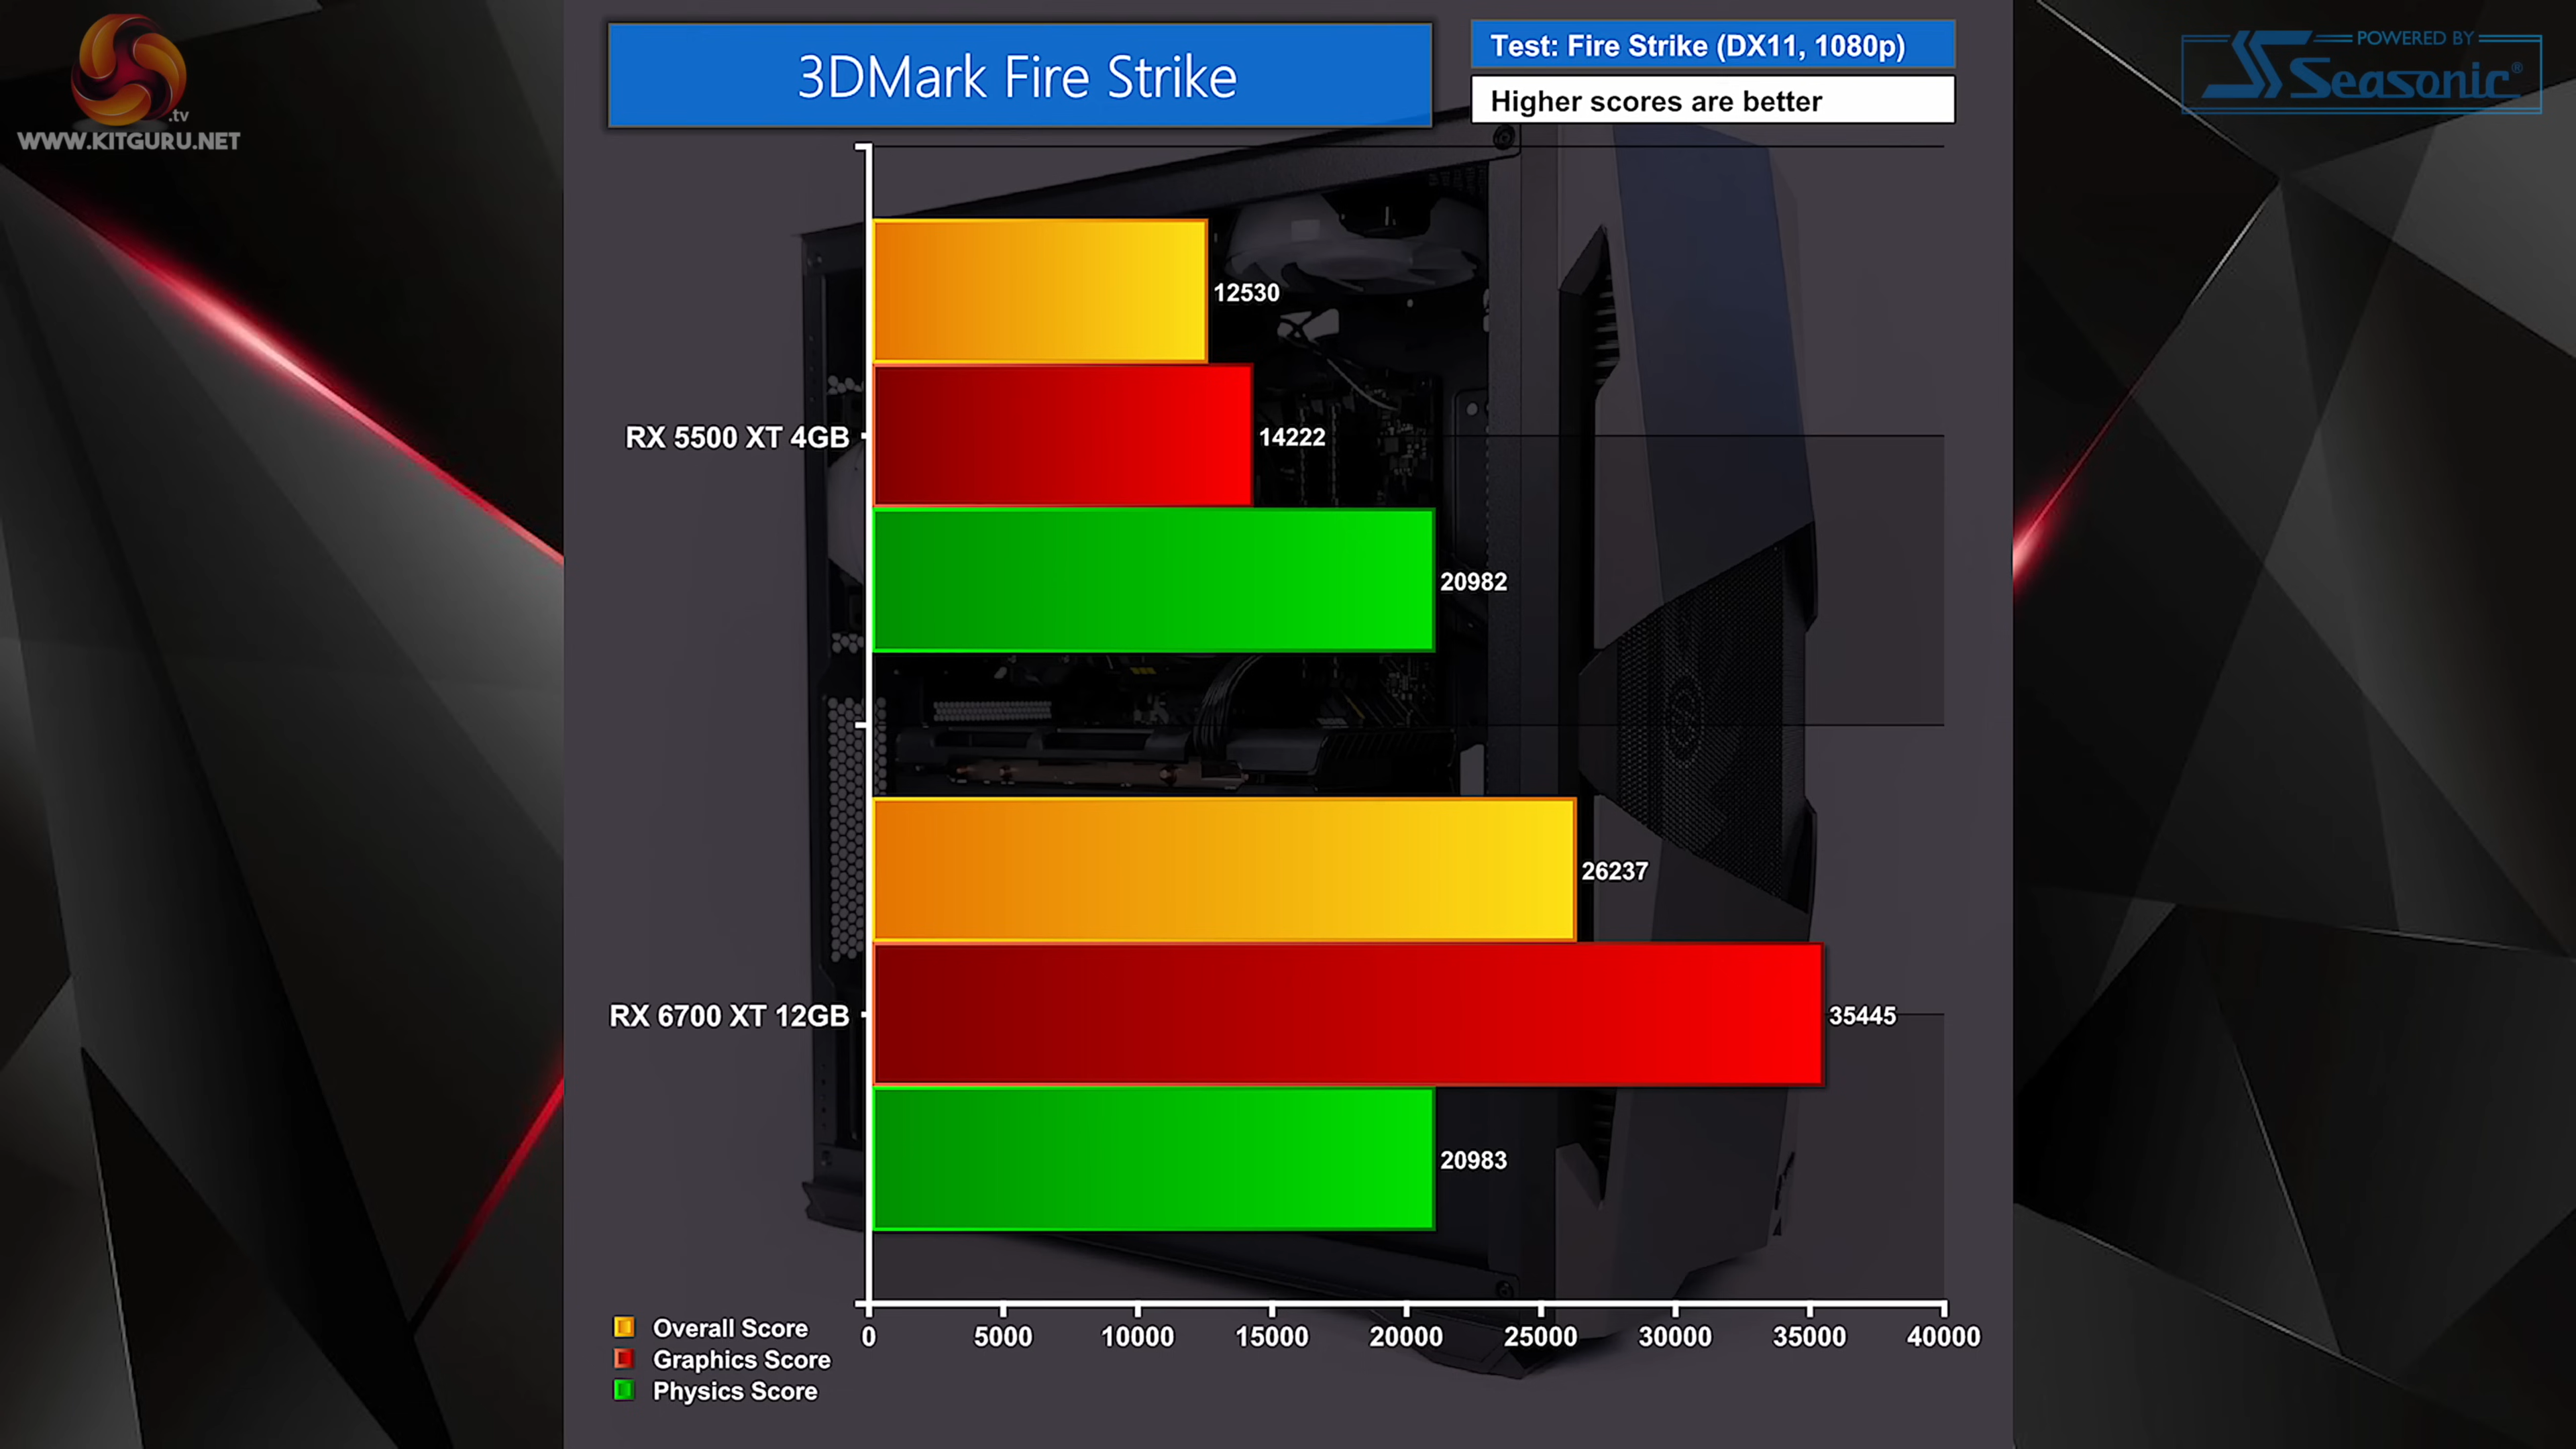 .tv
WWW.KITGURU.NET
3DMark Fire Strike
Test: Fire Strike (DX11, 1080p)
Higher scores are better
POWERED BY
Seasonic®
12530
RX 5500 XT 4GB
14222
20982
26237
RX 6700 XT 12GB
35445
20983
0 5000 10000 15000 20000 25000 30000 35000 40000
Overall Score
Graphics Score
Physics Score